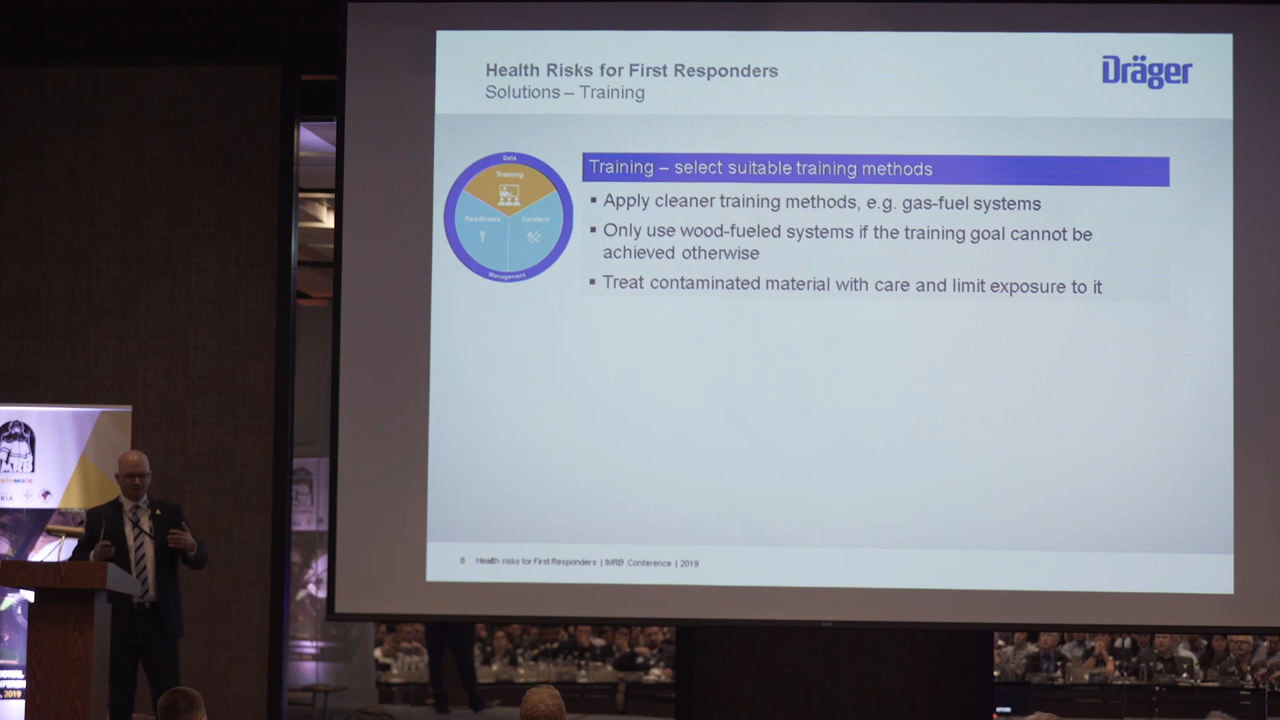 Health Risks for First Responders
Solutions – Training
Dräger
Data
Training
Readiness
Incident
Management
Training – select suitable training methods
▪ Apply cleaner training methods, e.g. gas-fuel systems
▪ Only use wood-fueled systems if the training goal cannot be
achieved otherwise
▪ Treat contaminated material with care and limit exposure to it
8 Health risks for First Responders | IMRB Conference | 2019
MRB
2019